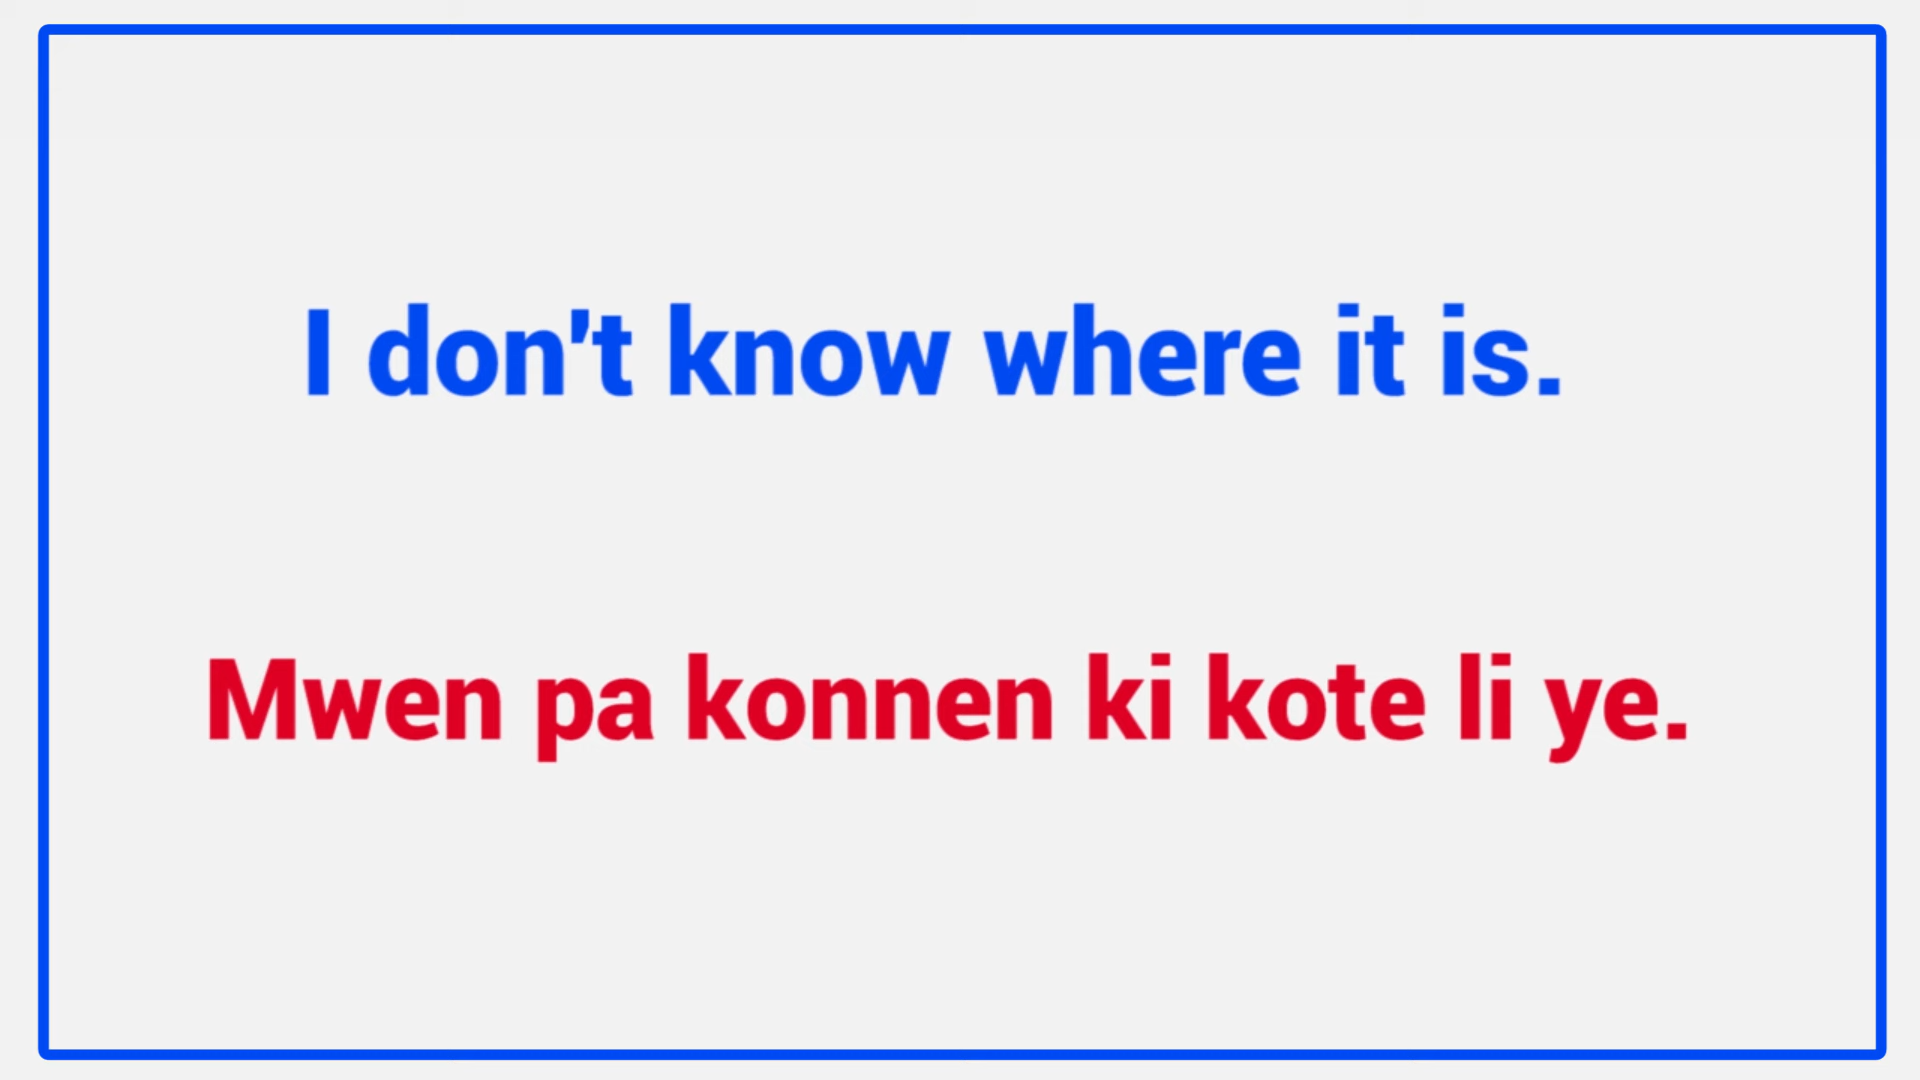 I don't know where it is.
Mwen pa konnen ki kote li ye.